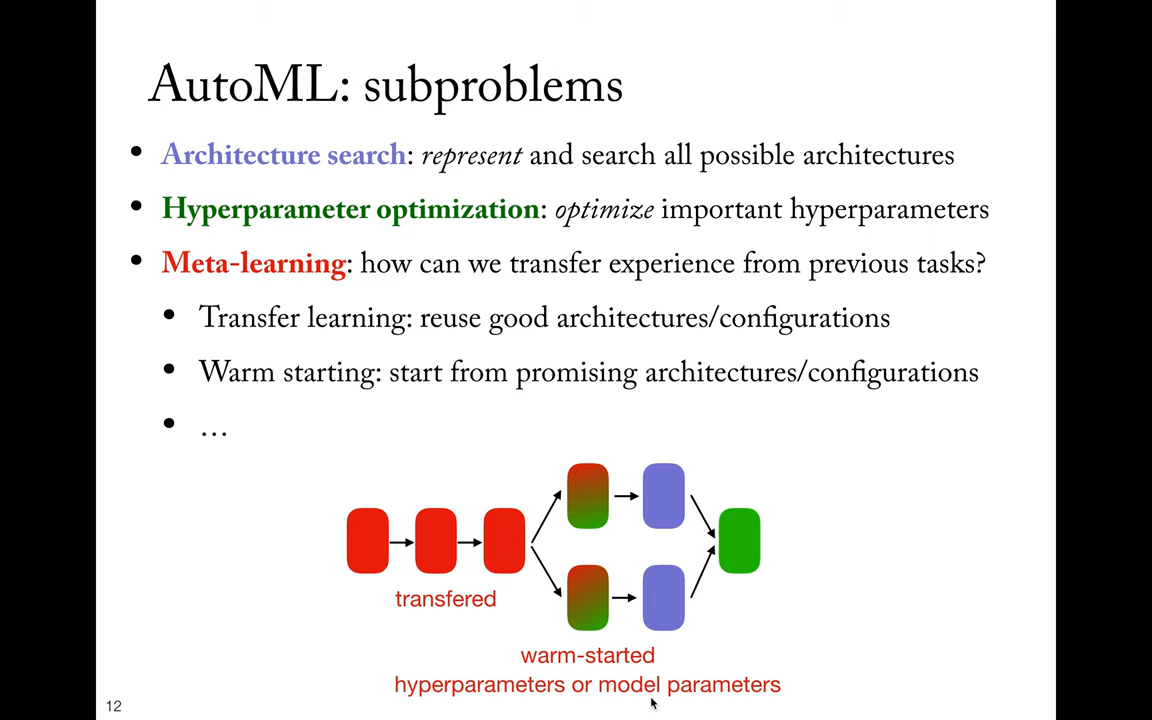 AutoML: subproblems
• Architecture search: represent and search all possible architectures
• Hyperparameter optimization: optimize important hyperparameters
• Meta-learning: how can we transfer experience from previous tasks?
• Transfer learning: reuse good architectures/configurations
• Warm starting: start from promising architectures/configurations
• …
transfered
warm-started
hyperparameters or model parameters
12